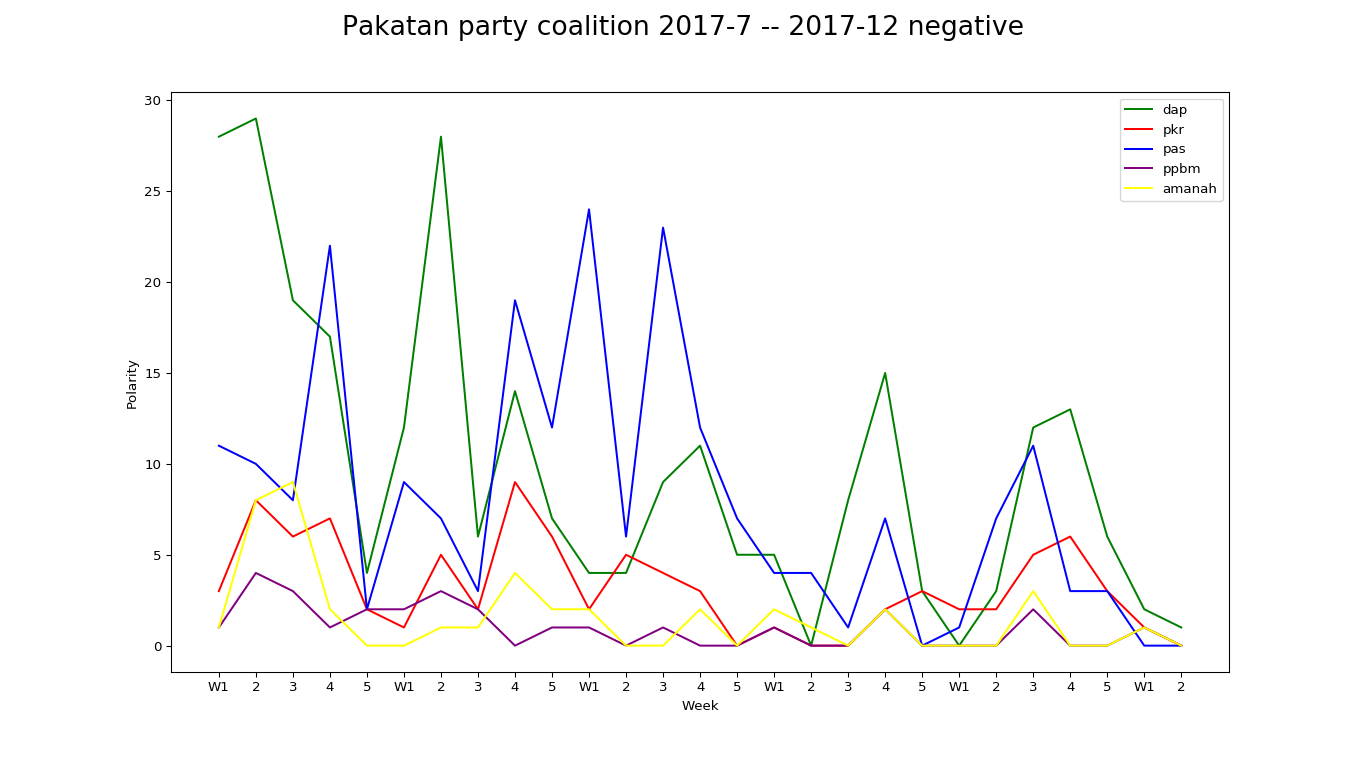 Pakatan party coalition 2017-7 -- 2017-12 negative
30
25
20
15
10
5
0
Polarity
dap
pkr
pas
ppbm
amanah
W1 2 3 4 5 W1 2 3 4 5 W1 2 3 4 5 W1 2 3 4 5 W1 2 3 4 5 W1 2
Week